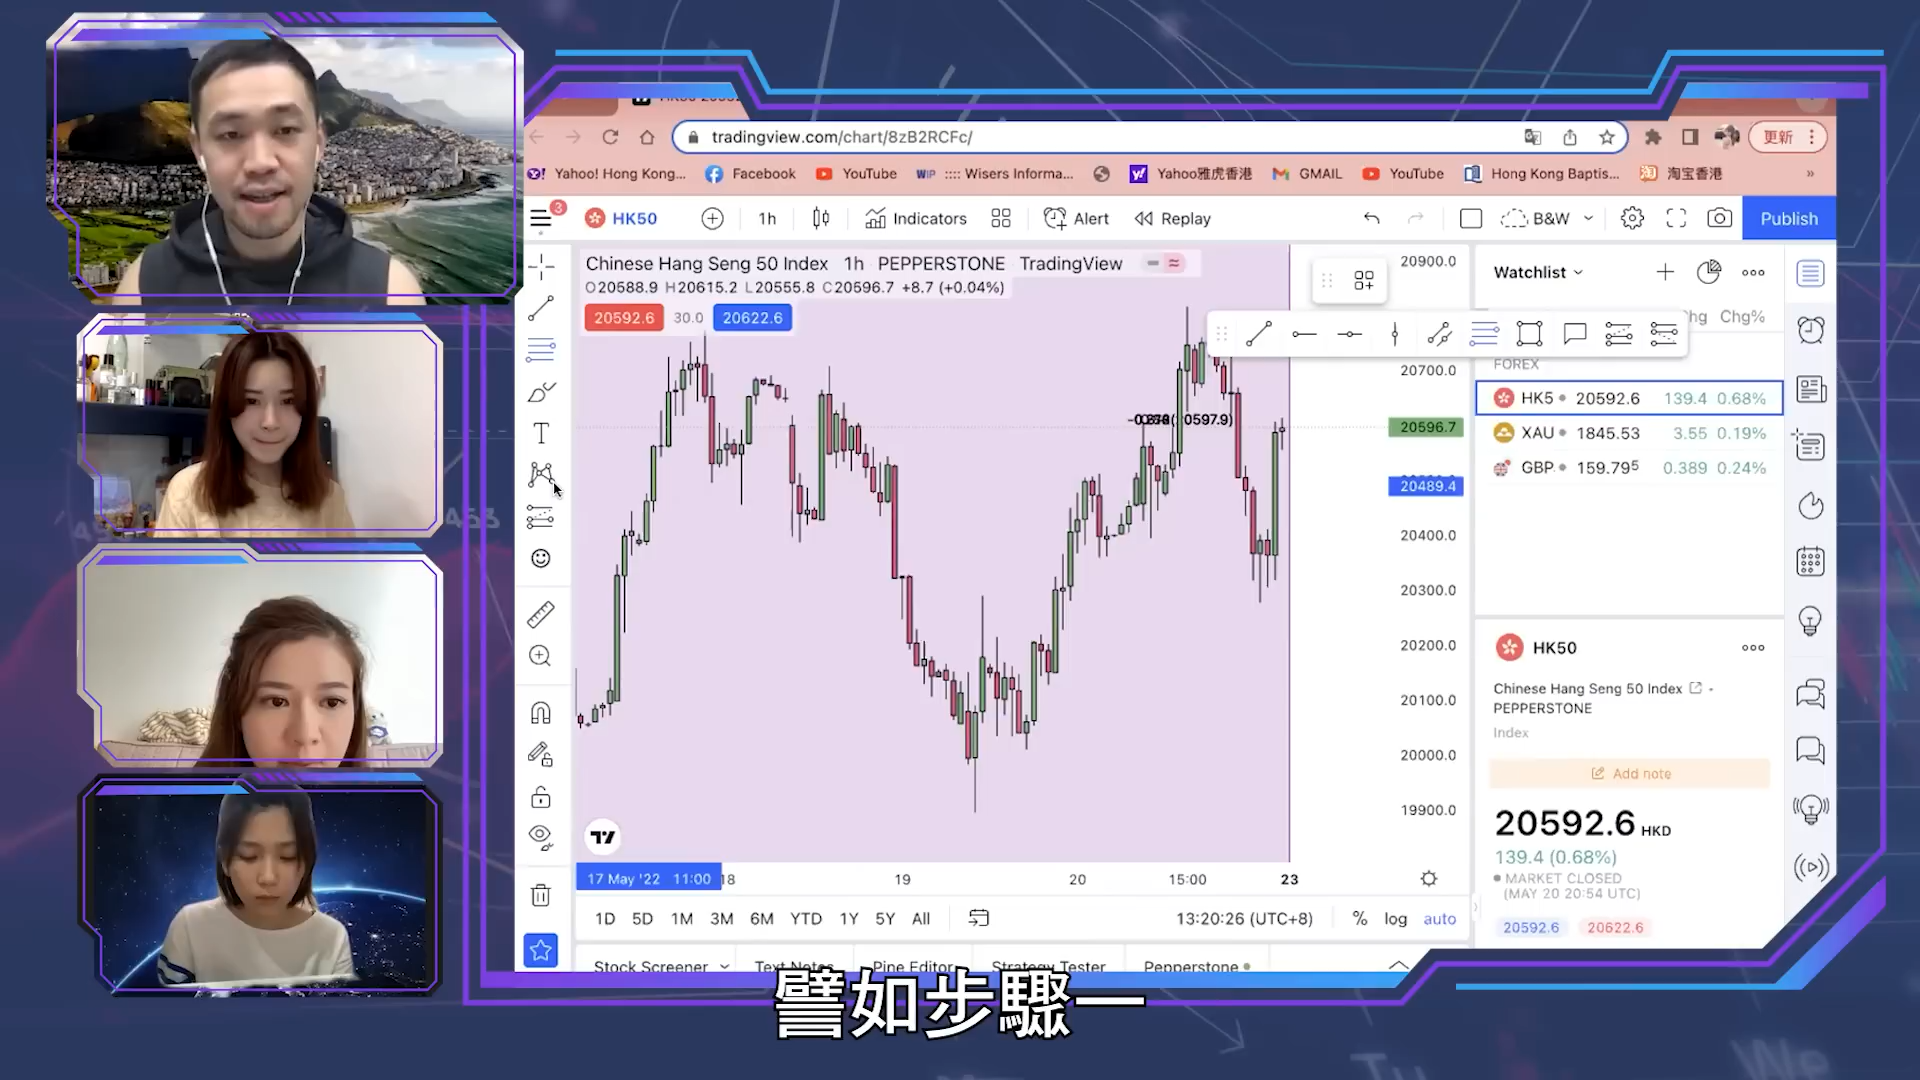 tradingview.com/chart/8zB2RCFc/
更新
Yahoo! Hong Kong...
Facebook
YouTube
WIP :::: Wisers Informa...
Yahoo雅虎香港
GMAIL
YouTube
Hong Kong Baptis...
淘宝香港
»
3
HK50
1h
Indicators
Alert
Replay
B&W
Publish
Chinese Hang Seng 50 Index 1h PEPPERSTONE TradingView
O20588.9 H20615.2 L20555.8 C20596.7 +8.7 (+0.04%)
20592.6
30.0
20622.6
20900.0
20700.0
20596.7
20489.4
20400.0
20300.0
20200.0
20100.0
20000.0
19900.0
Watchlist
Chg%
FOREX
HK5 20592.6 139.4 0.68%
XAU 1845.53 3.55 0.19%
GBP 159.795 0.389 0.24%
HK50
Chinese Hang Seng 50 Index
PEPPERSTONE
Index
Add note
20592.6 HKD
139.4 (0.68%)
MARKET CLOSED
(MAY 20 20:54 UTC)
20592.6
20622.6
17 May '22 11:00
18
19
20
15:00
23
1D 5D 1M 3M 6M YTD 1Y 5Y All
13:20:26 (UTC+8)
% log auto
Stock Screener
Text Notes
Pine Editor
Strategy Tester
Pepperstone
譬如步驟一